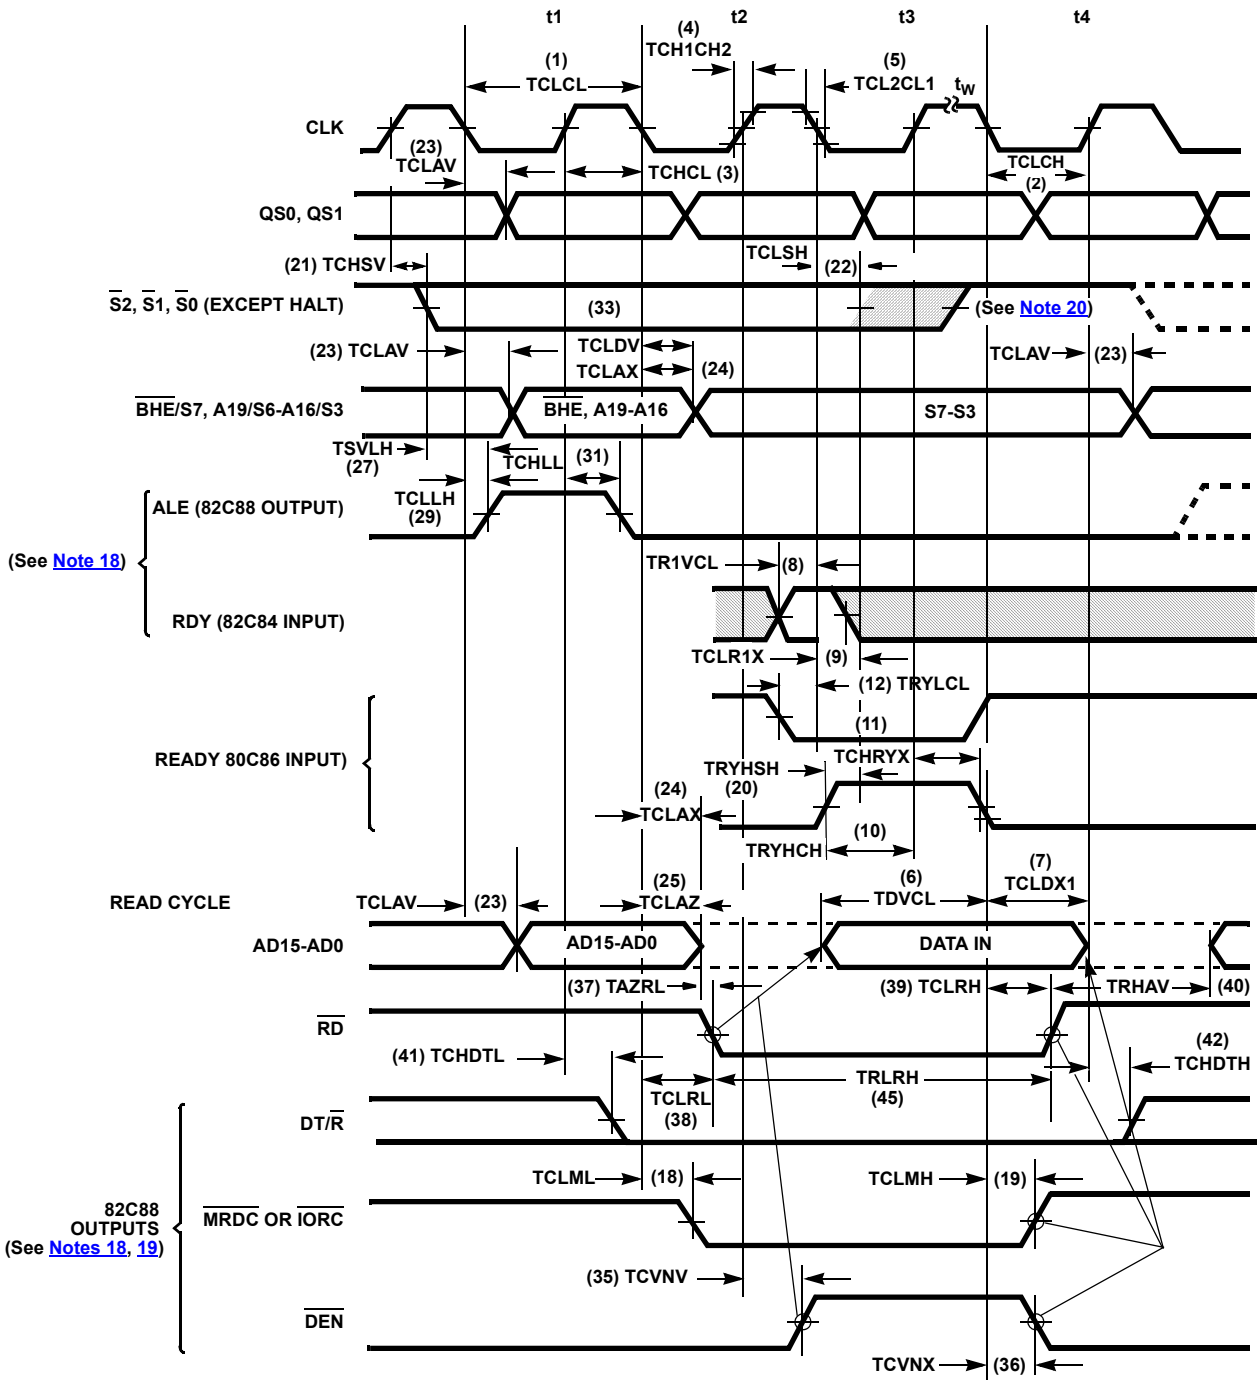 t1 t2 t3 t4
(4)
TCH1CH2
(1)
TCLCL
(5)
TCL2CL1
tW
CLK
(23)
TCLAV
TCHCL (3)
TCLCH
(2)
QS0, QS1
TCLSH
(22)
(21) TCHSV
S2, S1, S0 (EXCEPT HALT)
(33)
(See Note 20)
(23) TCLAV
TCLDV
TCLAX
(24)
TCLAV
(23)
BHE/S7, A19/S6-A16/S3
BHE, A19-A16
S7-S3
TSVLH
(27)
TCHLL
(31)
TCLLH
(29)
ALE (82C88 OUTPUT)
(See Note 18)
TR1VCL
(8)
RDY (82C84 INPUT)
TCLR1X
(9)
(12) TRYLCL
(11)
READY 80C86 INPUT)
TCHRYX
TRYHSH
(20)
(24)
TCLAX
(10)
TRYHCH
(25)
TCLAZ
(6)
TDVCL
(7)
TCLDX1
READ CYCLE
TCLAV
(23)
AD15-AD0
AD15-AD0
DATA IN
(37) TAZRL
(39) TCLRH
TRHAV
(40)
RD
(41) TCHDTL
(42)
TCHDTH
TCLRL
(38)
TRLRH
(45)
DT/R
TCLML
(18)
TCLMH
(19)
82C88
OUTPUTS
(See Notes 18, 19)
MRDC OR IORC
(35) TCVNV
DEN
TCVNX
(36)